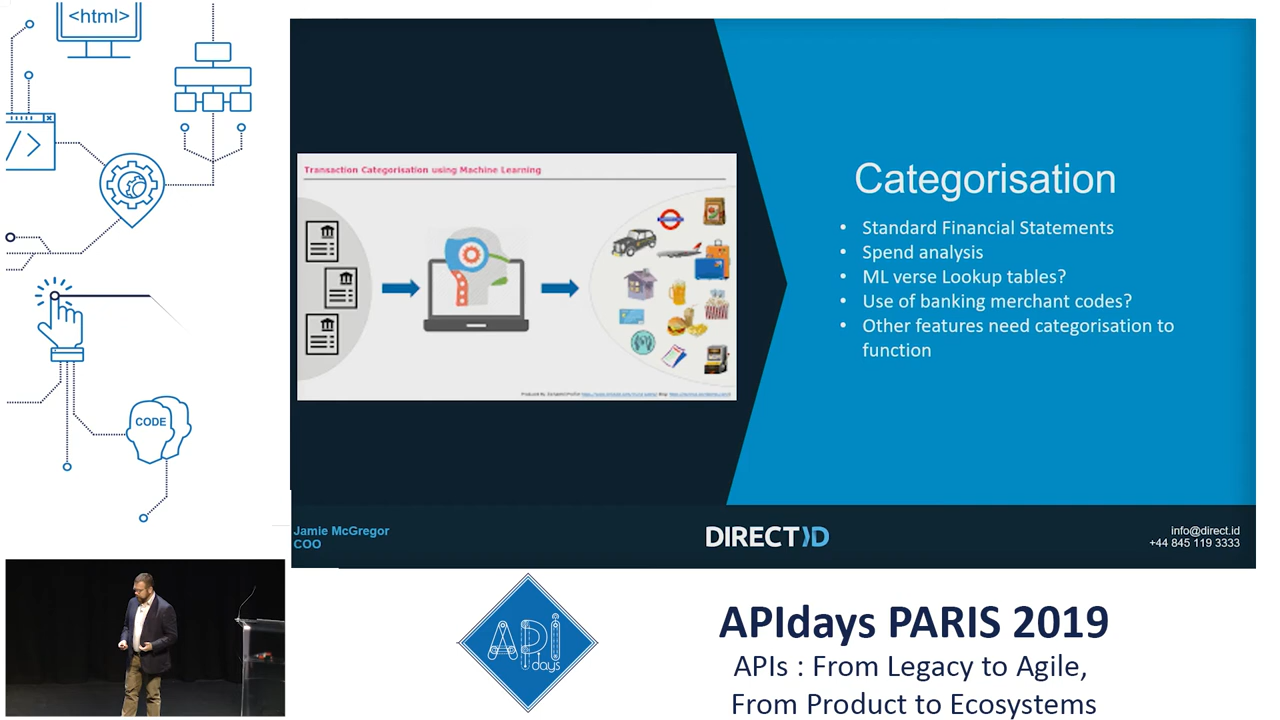 <html>
</>
CODE
Transaction Categorisation using Machine Learning
Categorisation
• Standard Financial Statements
• Spend analysis
• ML verse Lookup tables?
• Use of banking merchant codes?
• Other features need categorisation to
function
Jamie McGregor
COO
DIRECT ID
info@direct.id
+44 845 119 3333
API
days
APIdays PARIS 2019
APIs : From Legacy to Agile,
From Product to Ecosystems